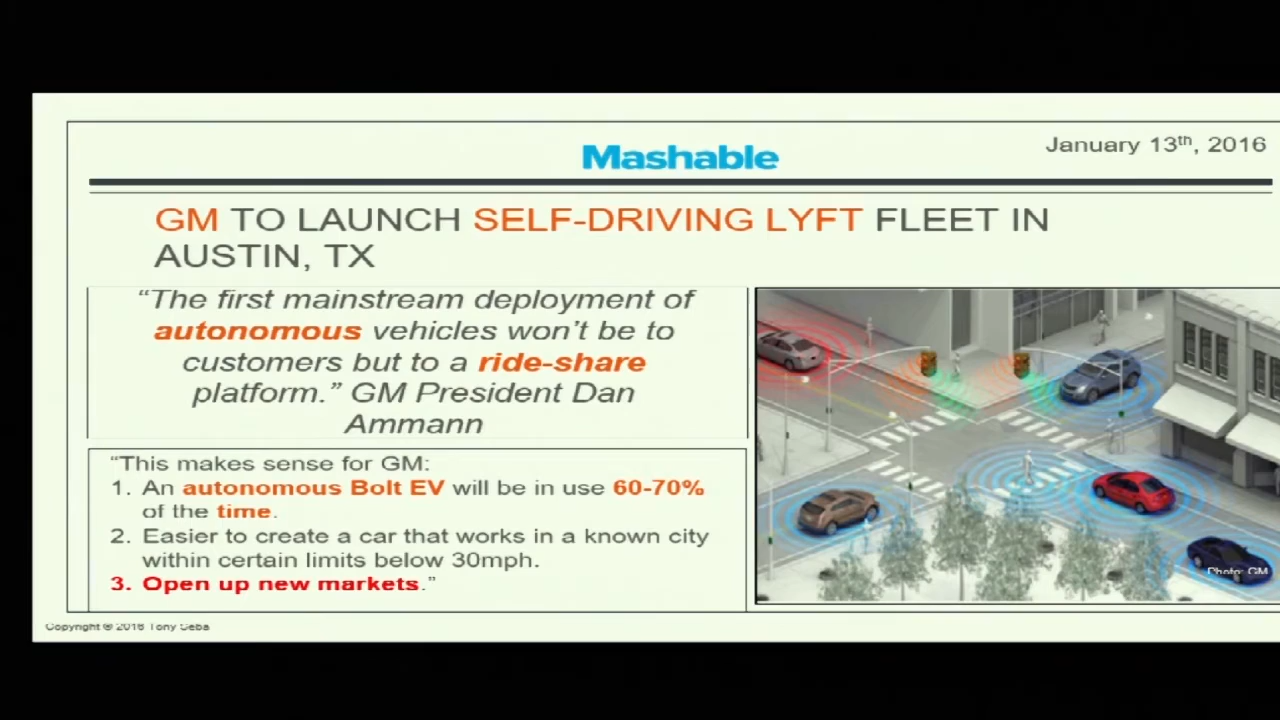 Mashable
January 13th, 2016
GM TO LAUNCH SELF-DRIVING LYFT FLEET IN
AUSTIN, TX
“The first mainstream deployment of
autonomous vehicles won’t be to
customers but to a ride-share
platform.” GM President Dan
Ammann
“This makes sense for GM:
1. An autonomous Bolt EV will be in use 60-70%
of the time.
2. Easier to create a car that works in a known city
within certain limits below 30mph.
3. Open up new markets.”
Photo: GM
Copyright © 2016 Tony Seba